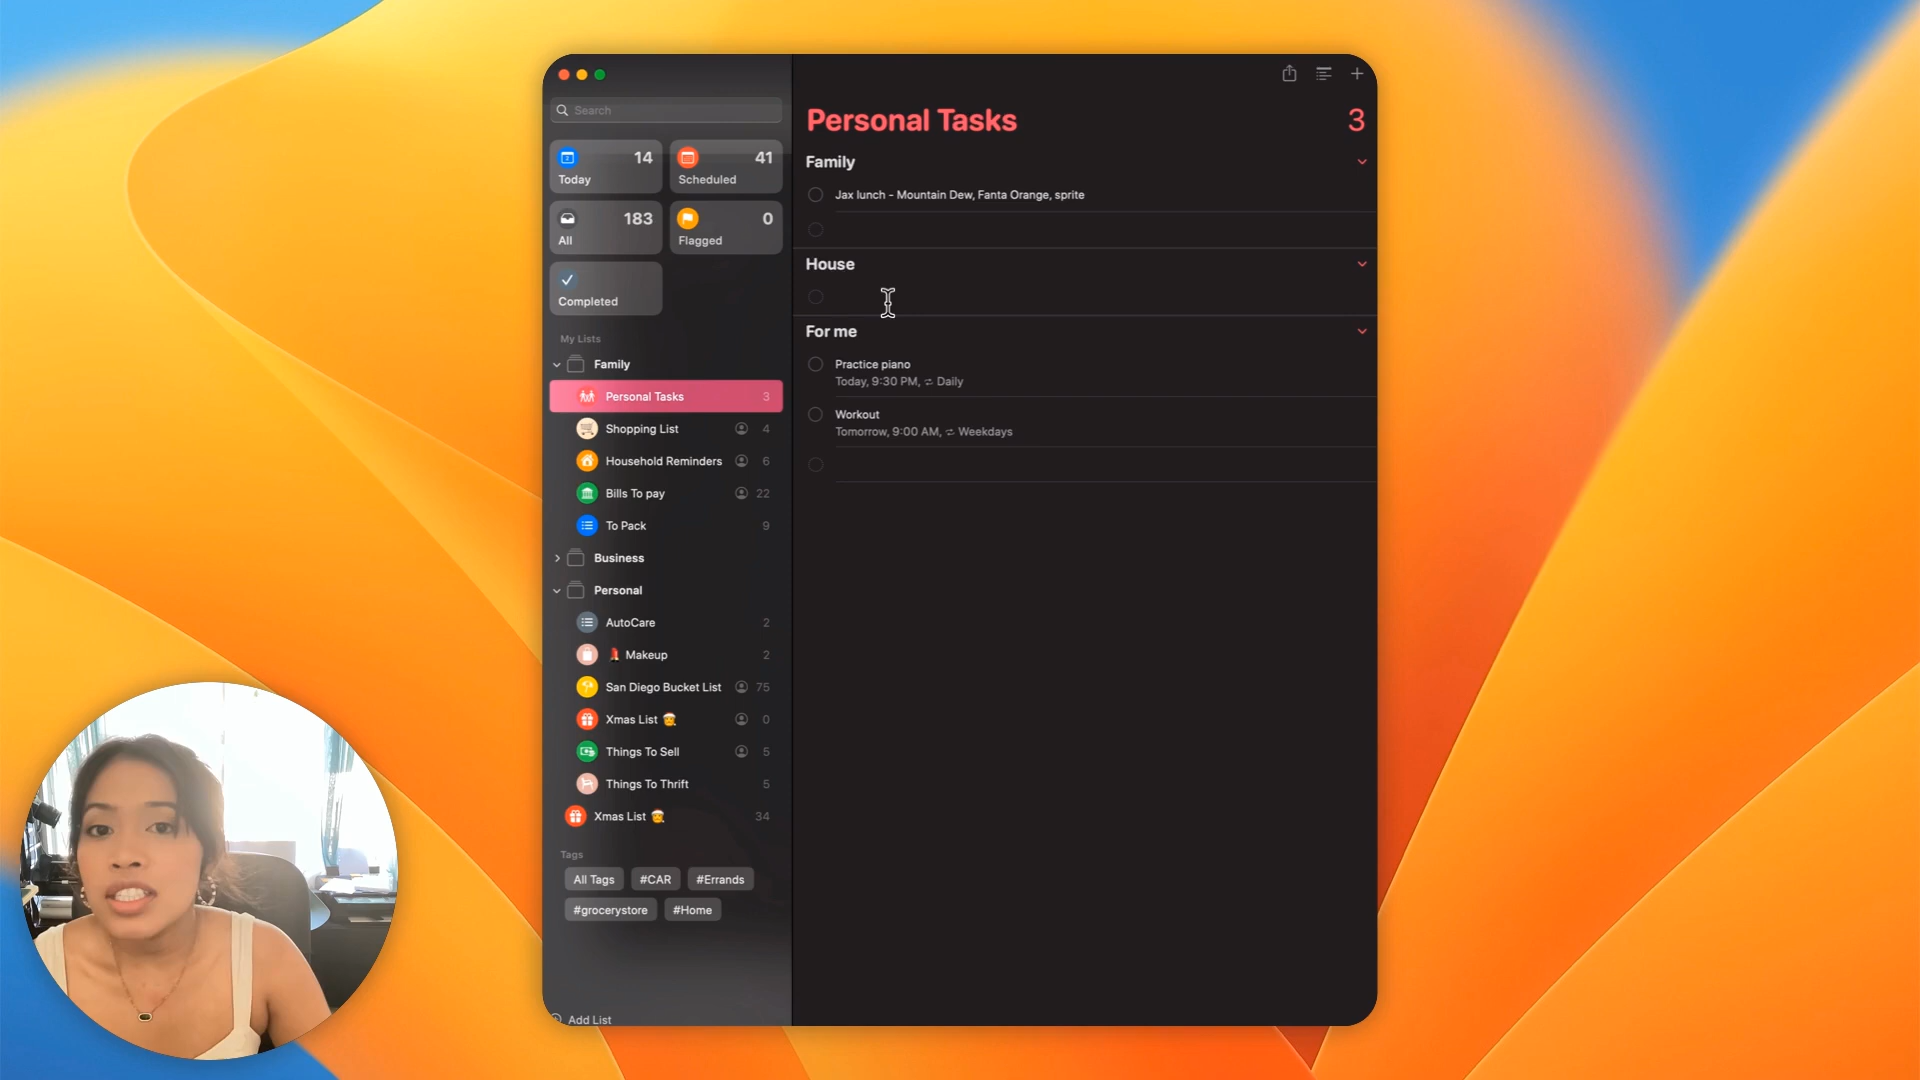 Search
14
Today
41
Scheduled
183
All
0
Flagged
Completed
My Lists
Family
Personal Tasks 3
Shopping List 4
Household Reminders 6
Bills To pay 22
To Pack 9
Business
Personal
AutoCare 2
Makeup 2
San Diego Bucket List 75
Xmas List 0
Things To Sell 5
Things To Thrift 5
Xmas List 34
Tags
All Tags #CAR #Errands
#grocerystore #Home
Add List
Personal Tasks 3
Family
Jax lunch - Mountain Dew, Fanta Orange, sprite
House
For me
Practice piano
Today, 9:30 PM, Daily
Workout
Tomorrow, 9:00 AM, Weekdays